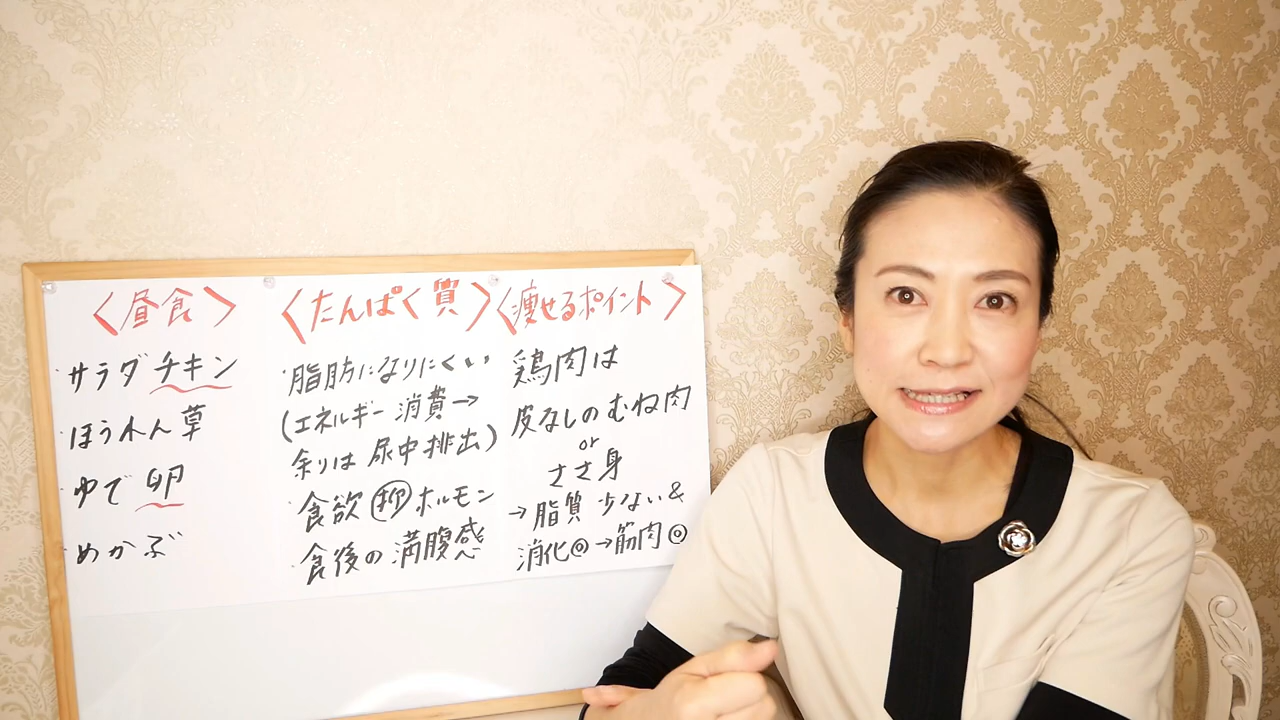 〈昼食〉
・サラダチキン
・ほうれん草
・ゆで卵
・めかぶ
〈たんぱく質〉
・脂肪になりにくい
(エネルギー消費→
余りは尿中排出)
・食欲抑ホルモン
・食後の満腹感
〈痩せるポイント〉
鶏肉は
皮なしのむね肉
or
ささ身
→脂質少ない&
消化◎→筋肉◎